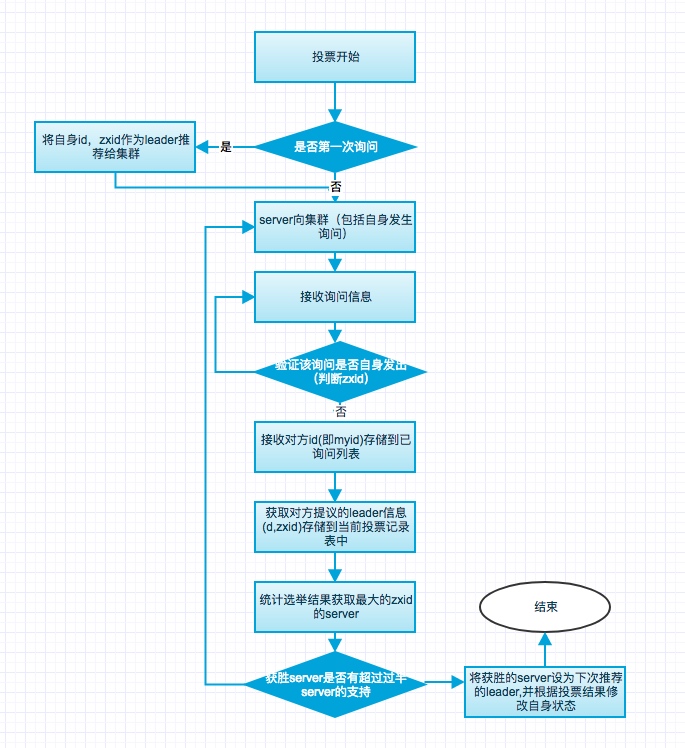 投票开始
是否第一次询问
是
将自身id，zxid作为leader推
荐给集群
否
server向集群（包括自身发生
询问）
接收询问信息
验证该询问是否自身发出
（判断zxid）
否
接收对方id(即myid)存储到已
询问列表
获取对方提议的leader信息
(d,zxid)存储到当前投票记录
表中
统计选举结果获取最大的zxid
的server
获胜server是否有超过过半
server的支持
将获胜的server设为下次推荐
的leader,并根据投票结果修
改自身状态
结束